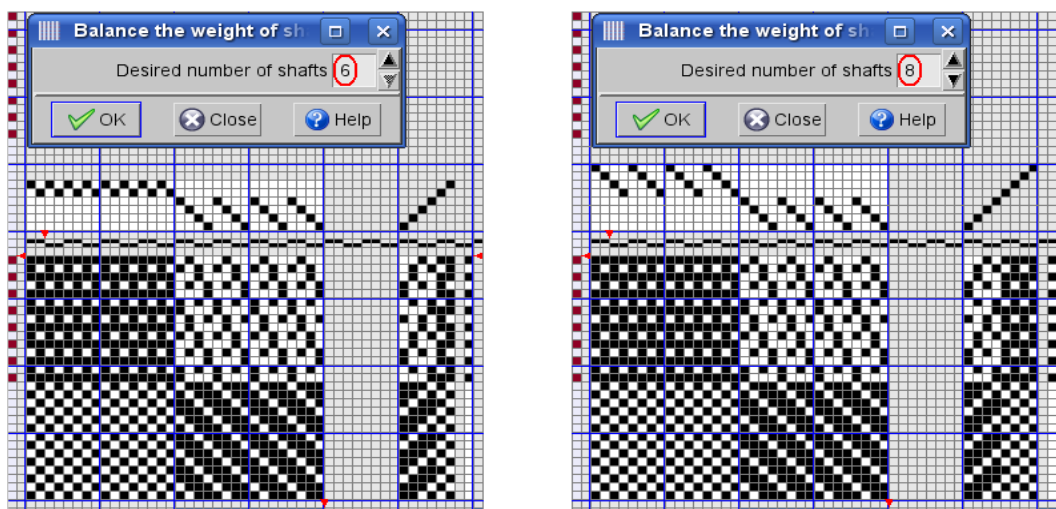 Balance the weight of sh
Desired number of shafts 6
OK Close Help
Balance the weight of sh
Desired number of shafts 8
OK Close Help